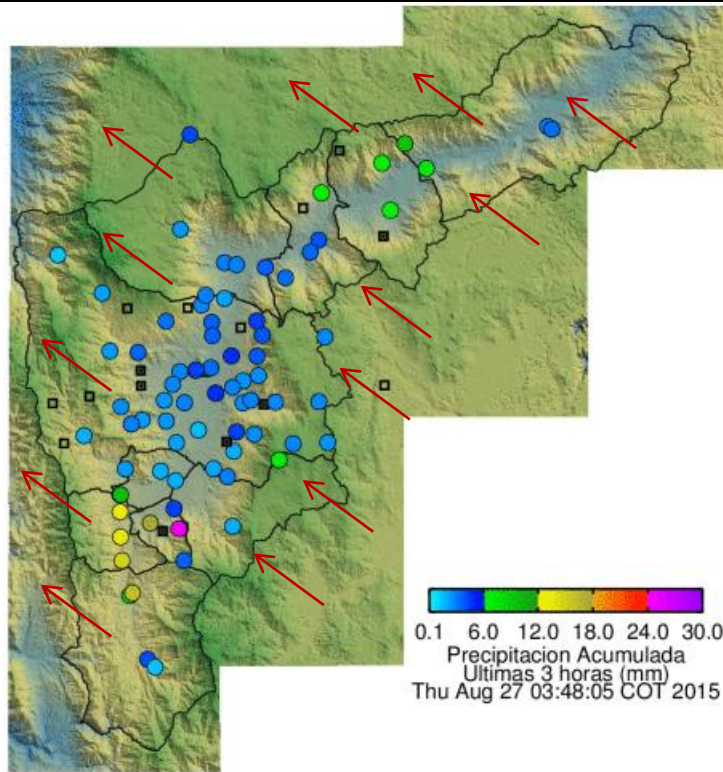 0.1 6.0 12.0 18.0 24.0 30.0
Precipitacion Acumulada
Ultimas 3 horas (mm)
Thu Aug 27 03:48:05 COT 2015